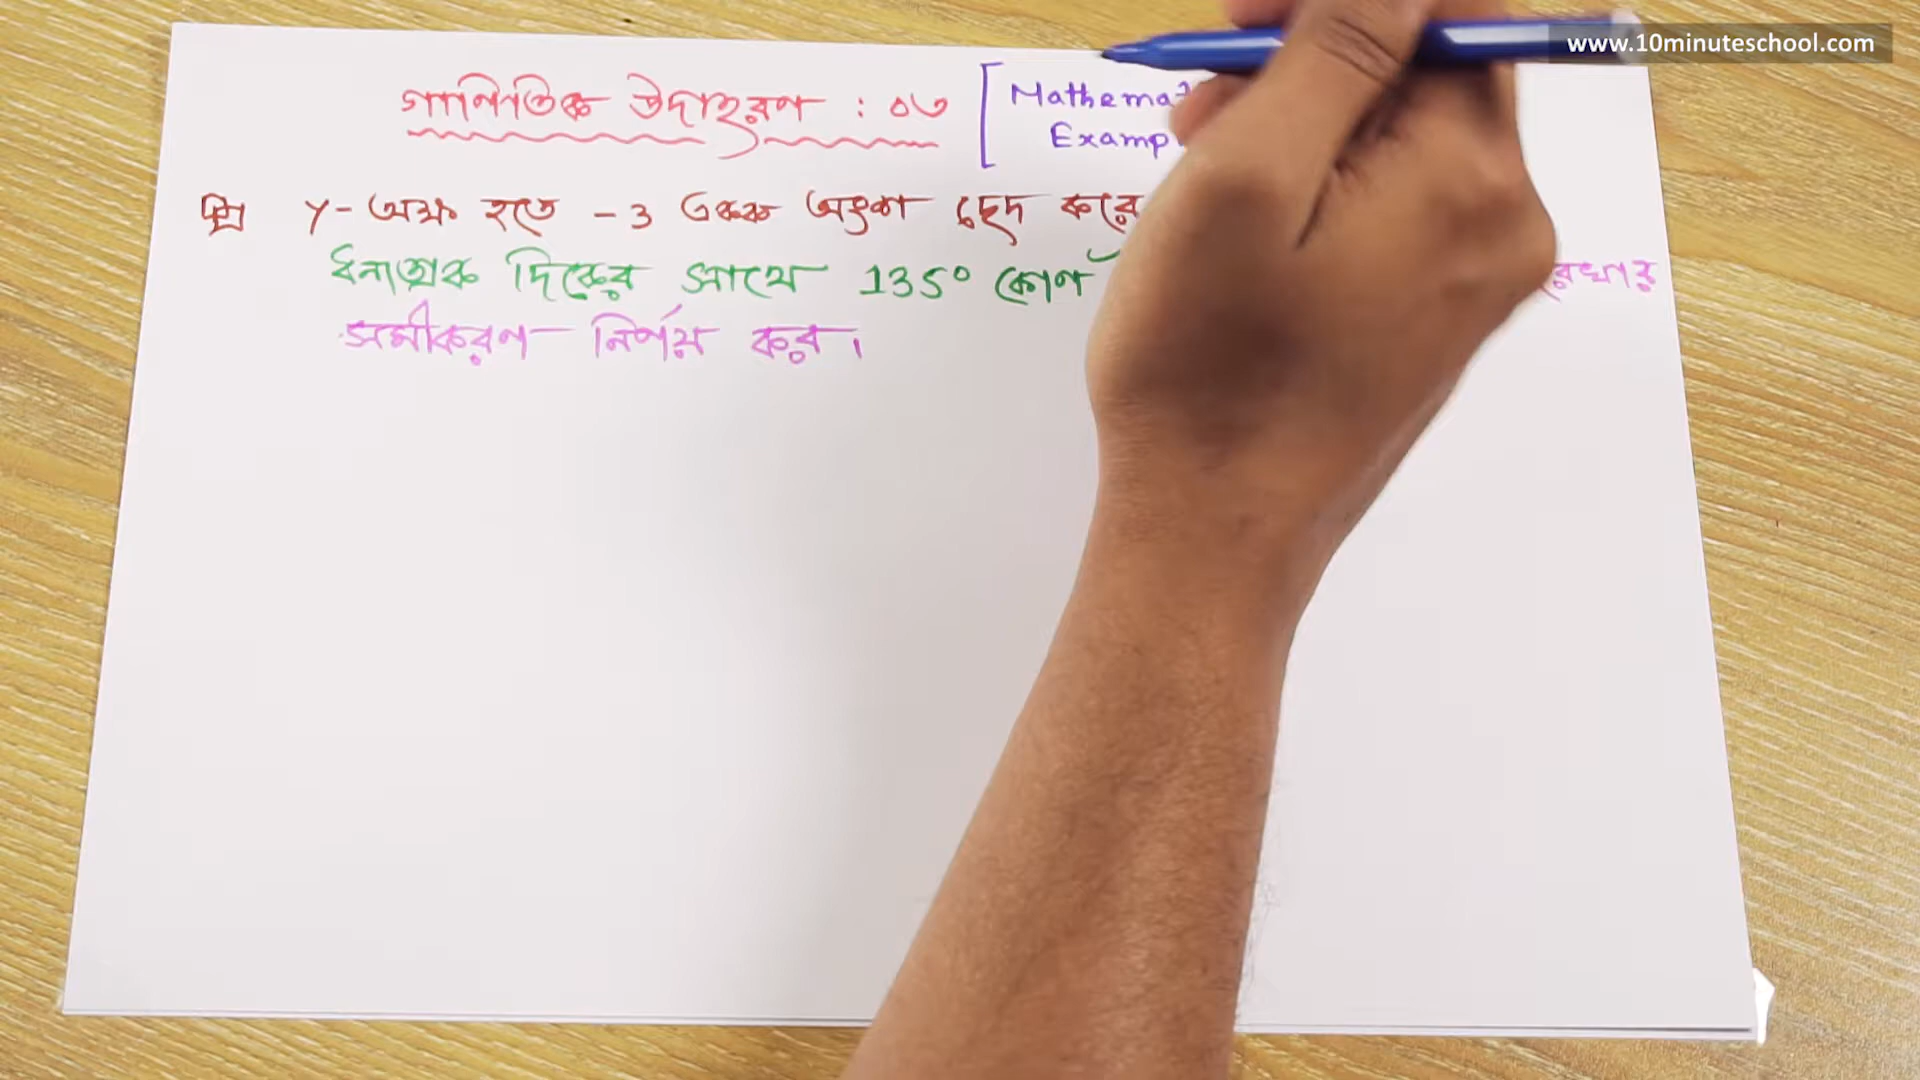 www.10minuteschool.com
গাণিতিক উদাহরণ : ০৩ [ Mathema
Examp
Y- অক্ষ হতে -3 একক অংশ ছেদ করে
ধনাত্মক দিকের সাথে 135° কোণ রেখার
সমীকরণ নির্ণয় কর।